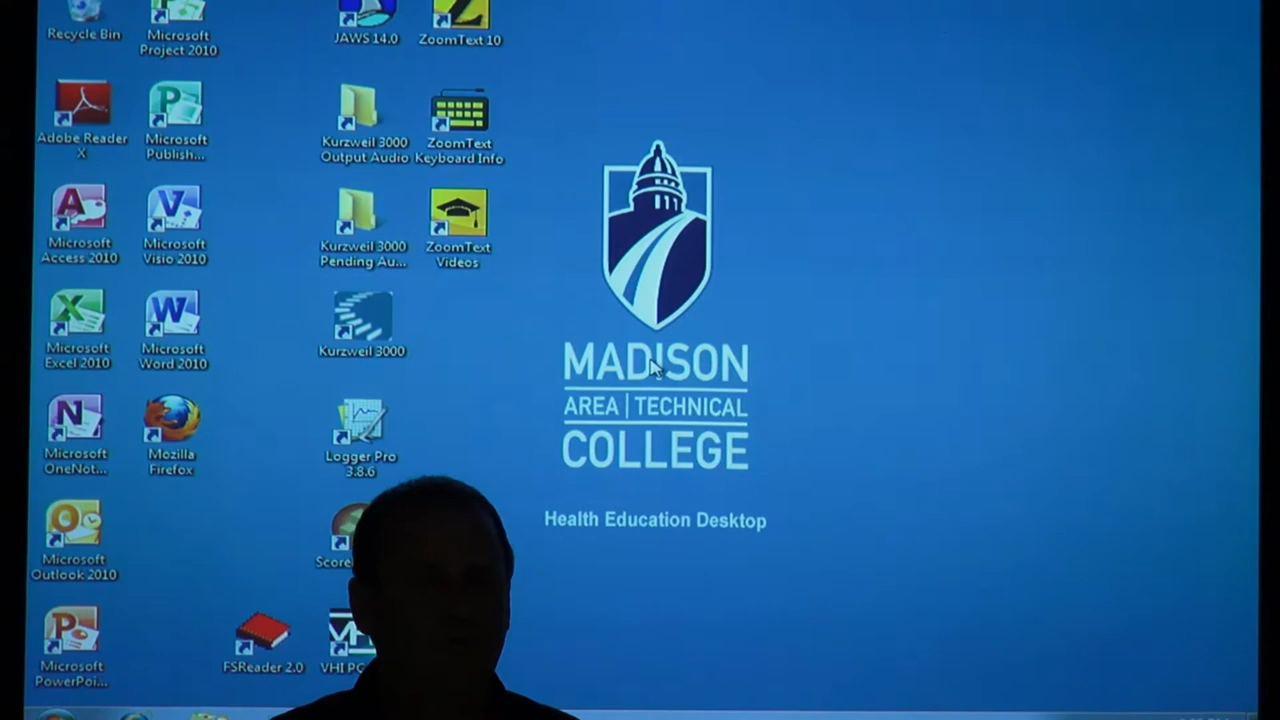 Recycle Bin
Microsoft
Project 2010
JAWS 14.0
ZoomText 10
Adobe Reader
X
Microsoft
Publish...
Kurzweil 3000
Output Audio
ZoomText
Keyboard Info
Microsoft
Access 2010
Microsoft
Visio 2010
Kurzweil 3000
Pending Au...
ZoomText
Videos
Microsoft
Excel 2010
Microsoft
Word 2010
Kurzweil 3000
Microsoft
OneNot...
Mozilla
Firefox
Logger Pro
3.8.6
Microsoft
Outlook 2010
Microsoft
PowerPoi...
FSReader 2.0
VHI PC
MADISON
AREA | TECHNICAL
COLLEGE
Health Education Desktop